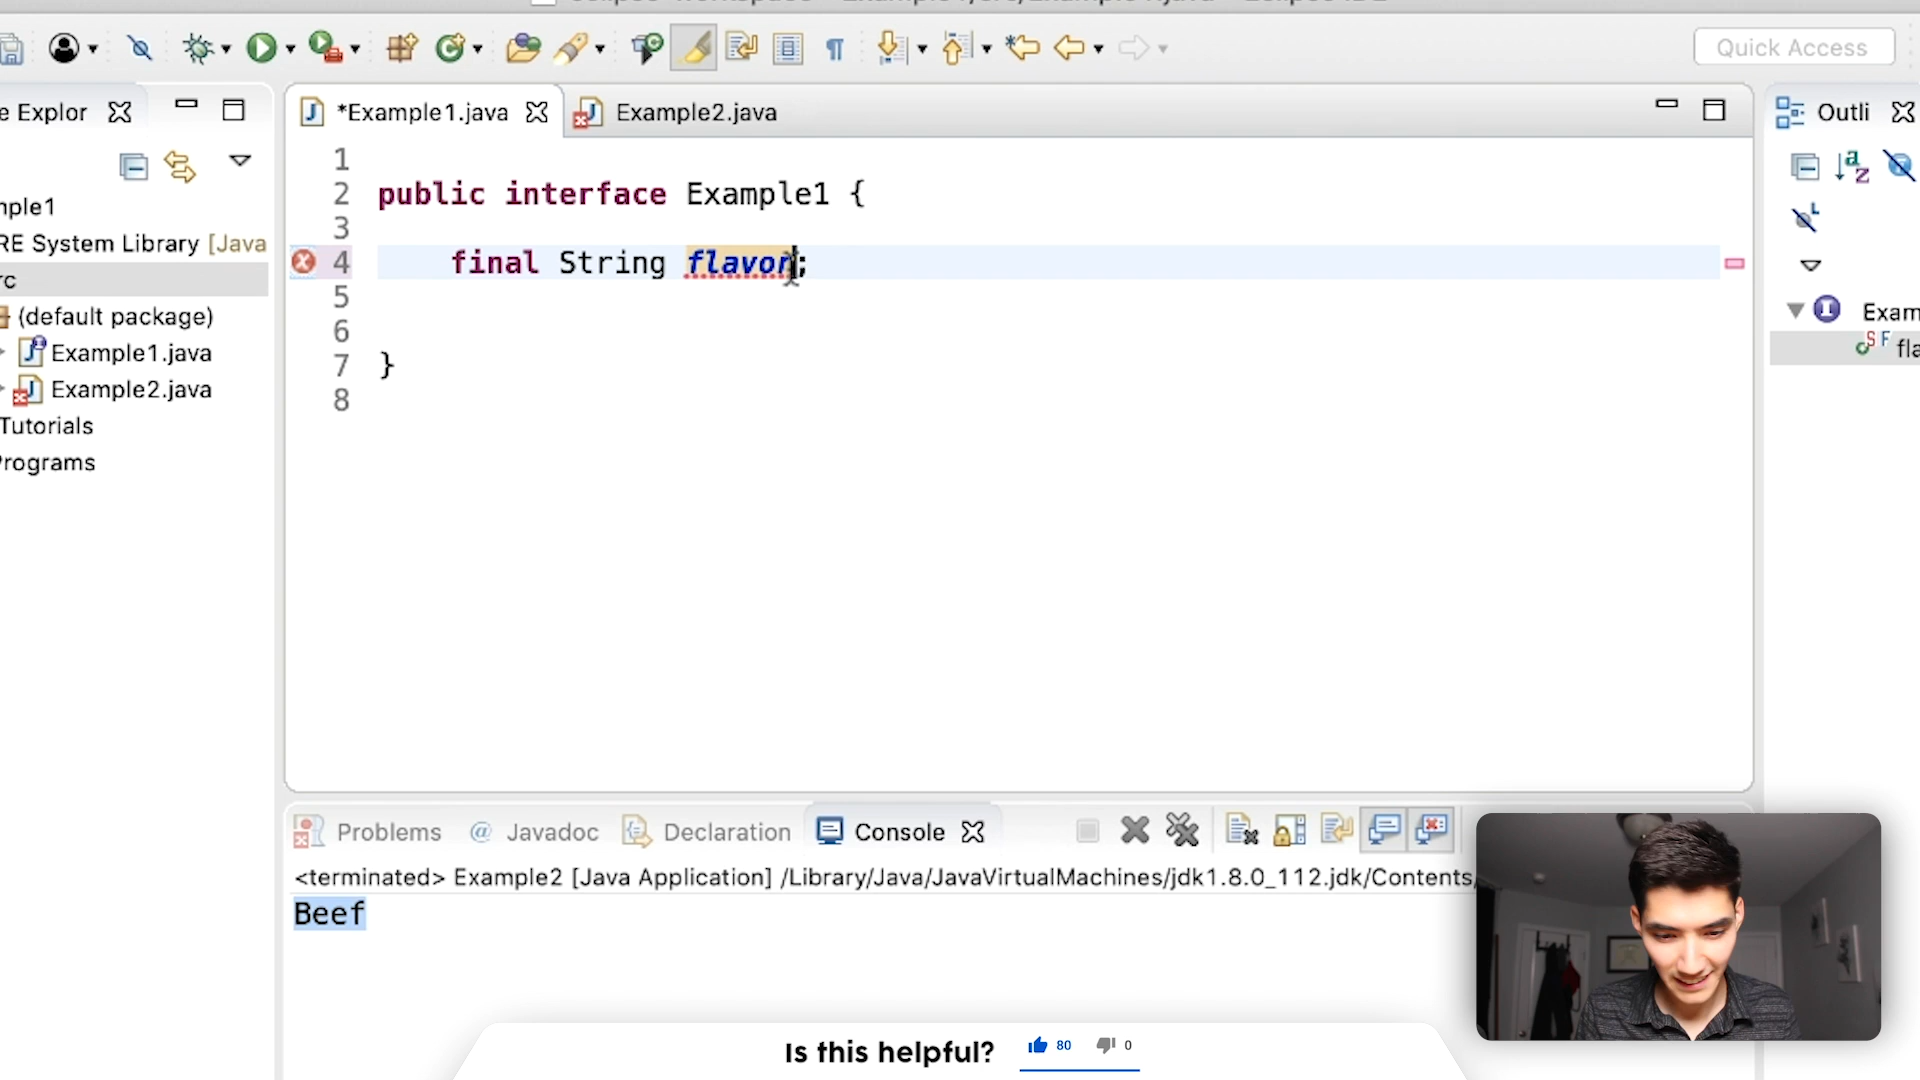 Quick Access
e Explor
*Example1.java
Example2.java
Outli
nple1
RE System Library [Java
rc
(default package)
Example1.java
Example2.java
Tutorials
Programs
1
2 public interface Example1 {
3
4 final String flavor;
5
6
7 }
8
Exam
S F fla
Problems
@ Javadoc
Declaration
Console
<terminated> Example2 [Java Application] /Library/Java/JavaVirtualMachines/jdk1.8.0_112.jdk/Contents/
Beef
Is this helpful? 80 0